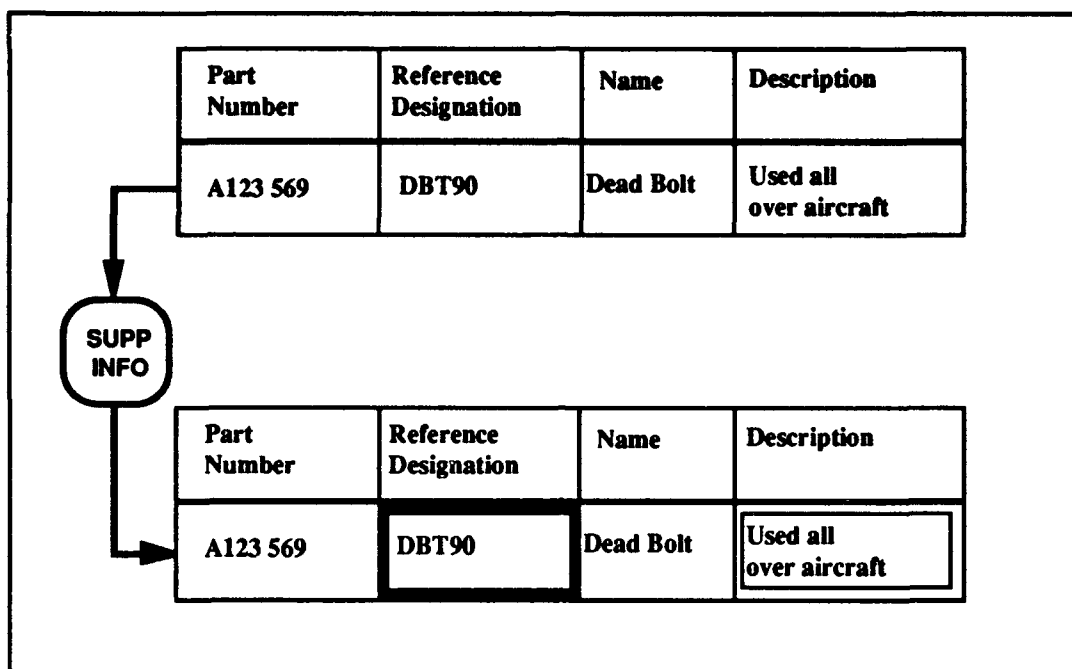 Part Number
Reference Designation
Name
Description
A123 569
DBT90
Dead Bolt
Used all
over aircraft
SUPP
INFO
Part Number
Reference Designation
Name
Description
A123 569
DBT90
Dead Bolt
Used all
over aircraft